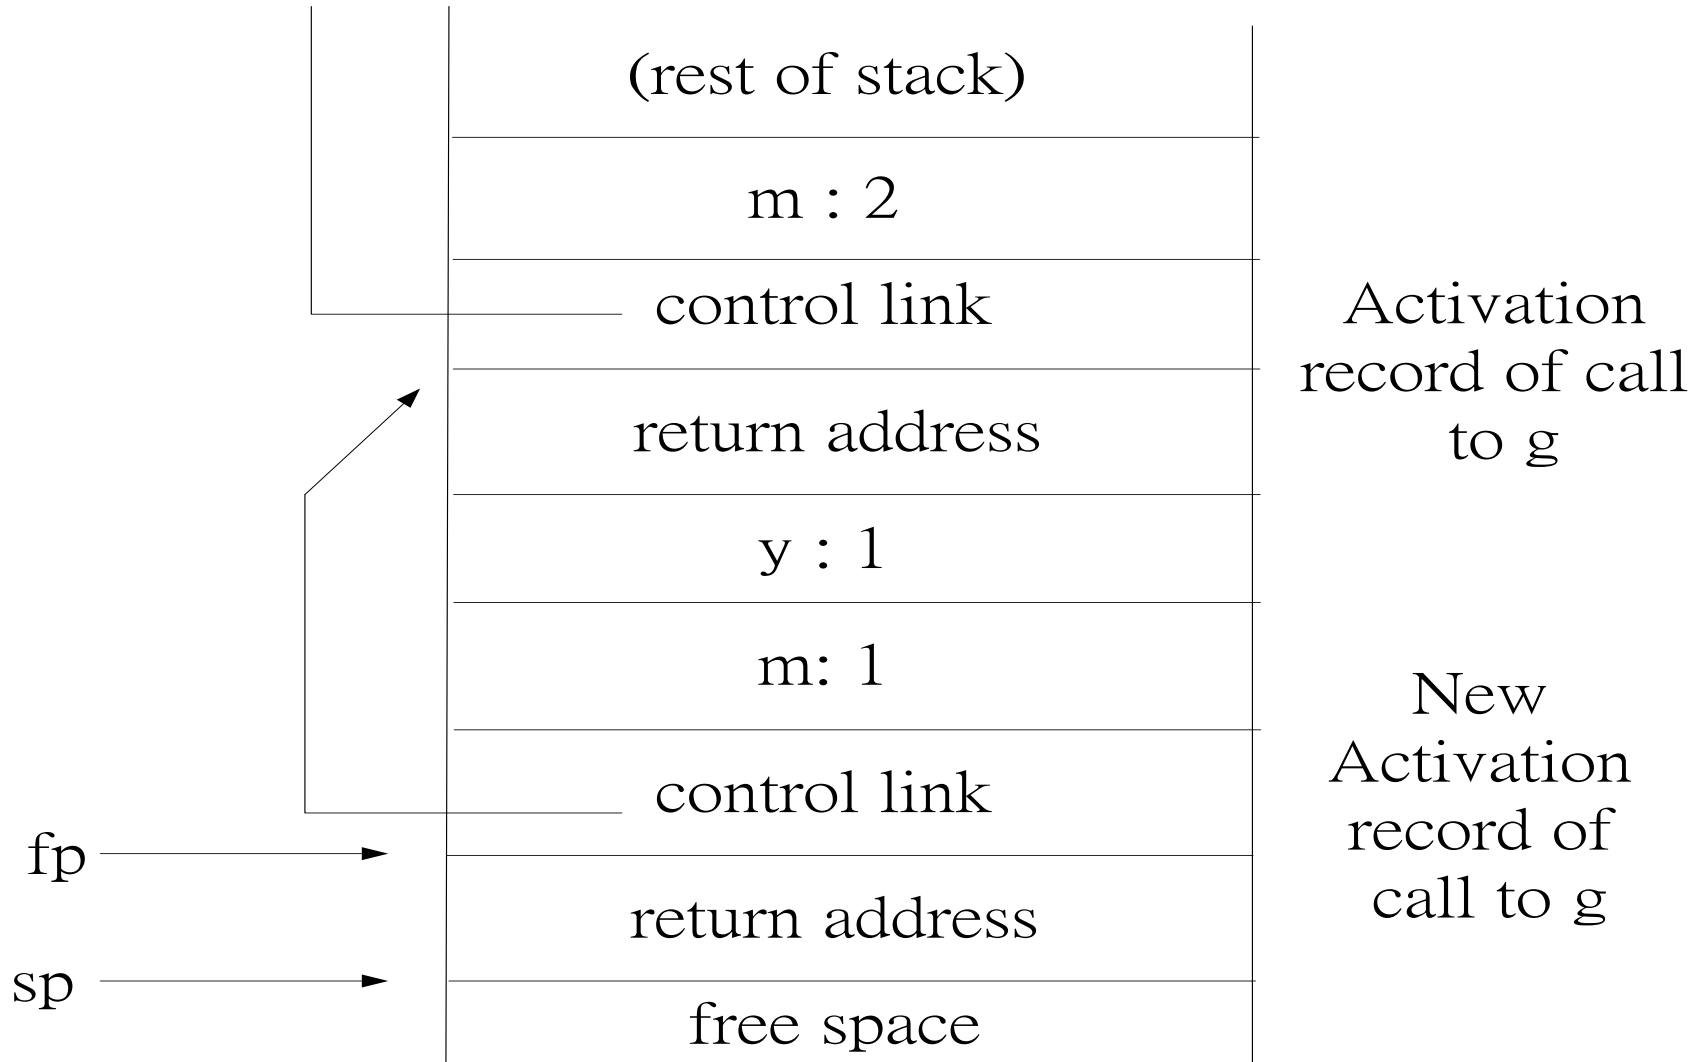 (rest of stack)
m : 2
control link
return address
y : 1
m: 1
control link
return address
free space
Activation
record of call
to g
New
Activation
record of
call to g
fp
sp